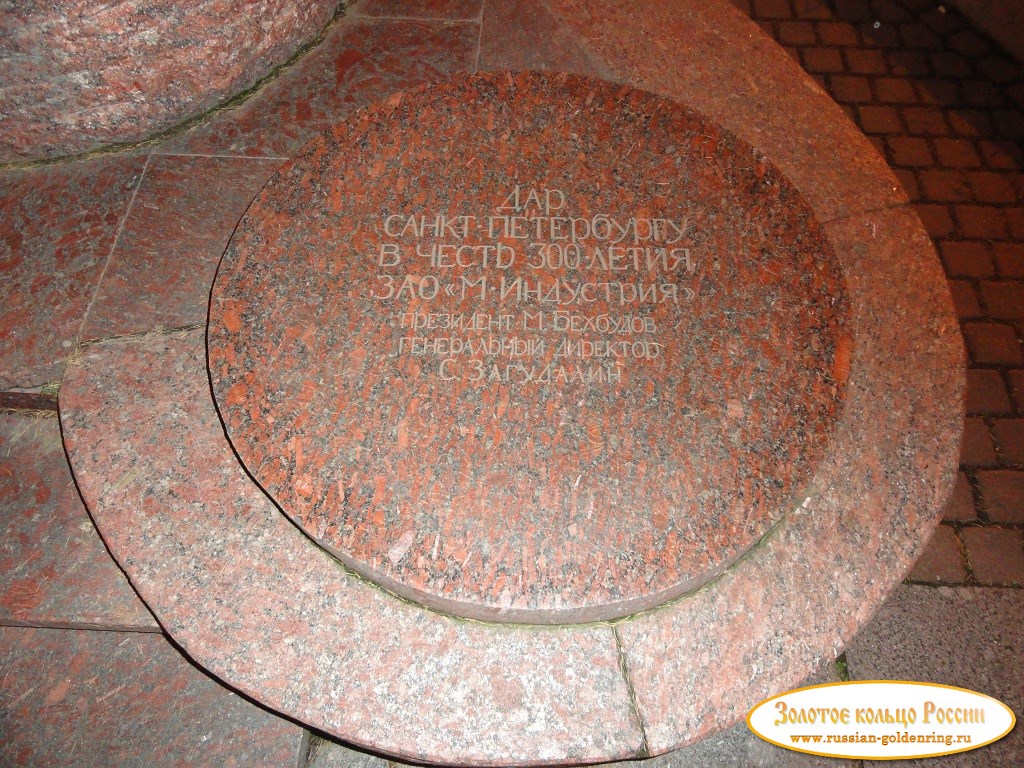 ДАР
САНКТ-ПЕТЕРБУРГУ
В ЧЕСТЬ 300-ЛЕТИЯ
ЗАО «М-Индустрия»
ПРЕЗИДЕНТ М. БЕХБУДОВ
ГЕНЕРАЛЬНЫЙ ДИРЕКТОР
С. ЗАГУДАЛИН
Золотое кольцо России
www.russian-goldenring.ru